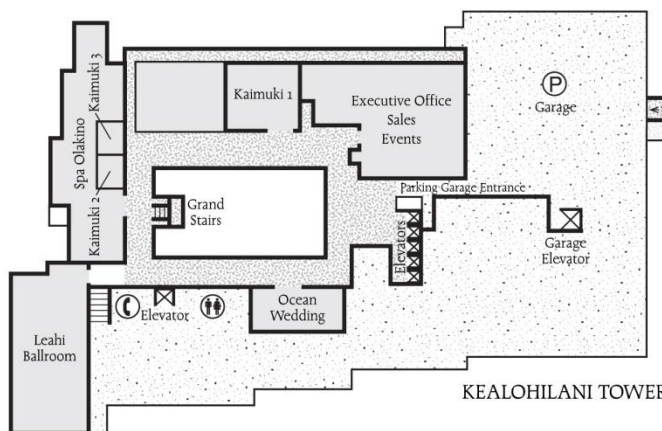 Kaimuki 3
Spa Olakino
Kaimuki 2
Kaimuki 1
Executive Office
Sales
Events
P
Garage
Parking Garage Entrance
Grand
Stairs
Elevators
Garage
Elevator
Elevator
Ocean
Wedding
Leahi
Ballroom
KEALOHILANI TOWER